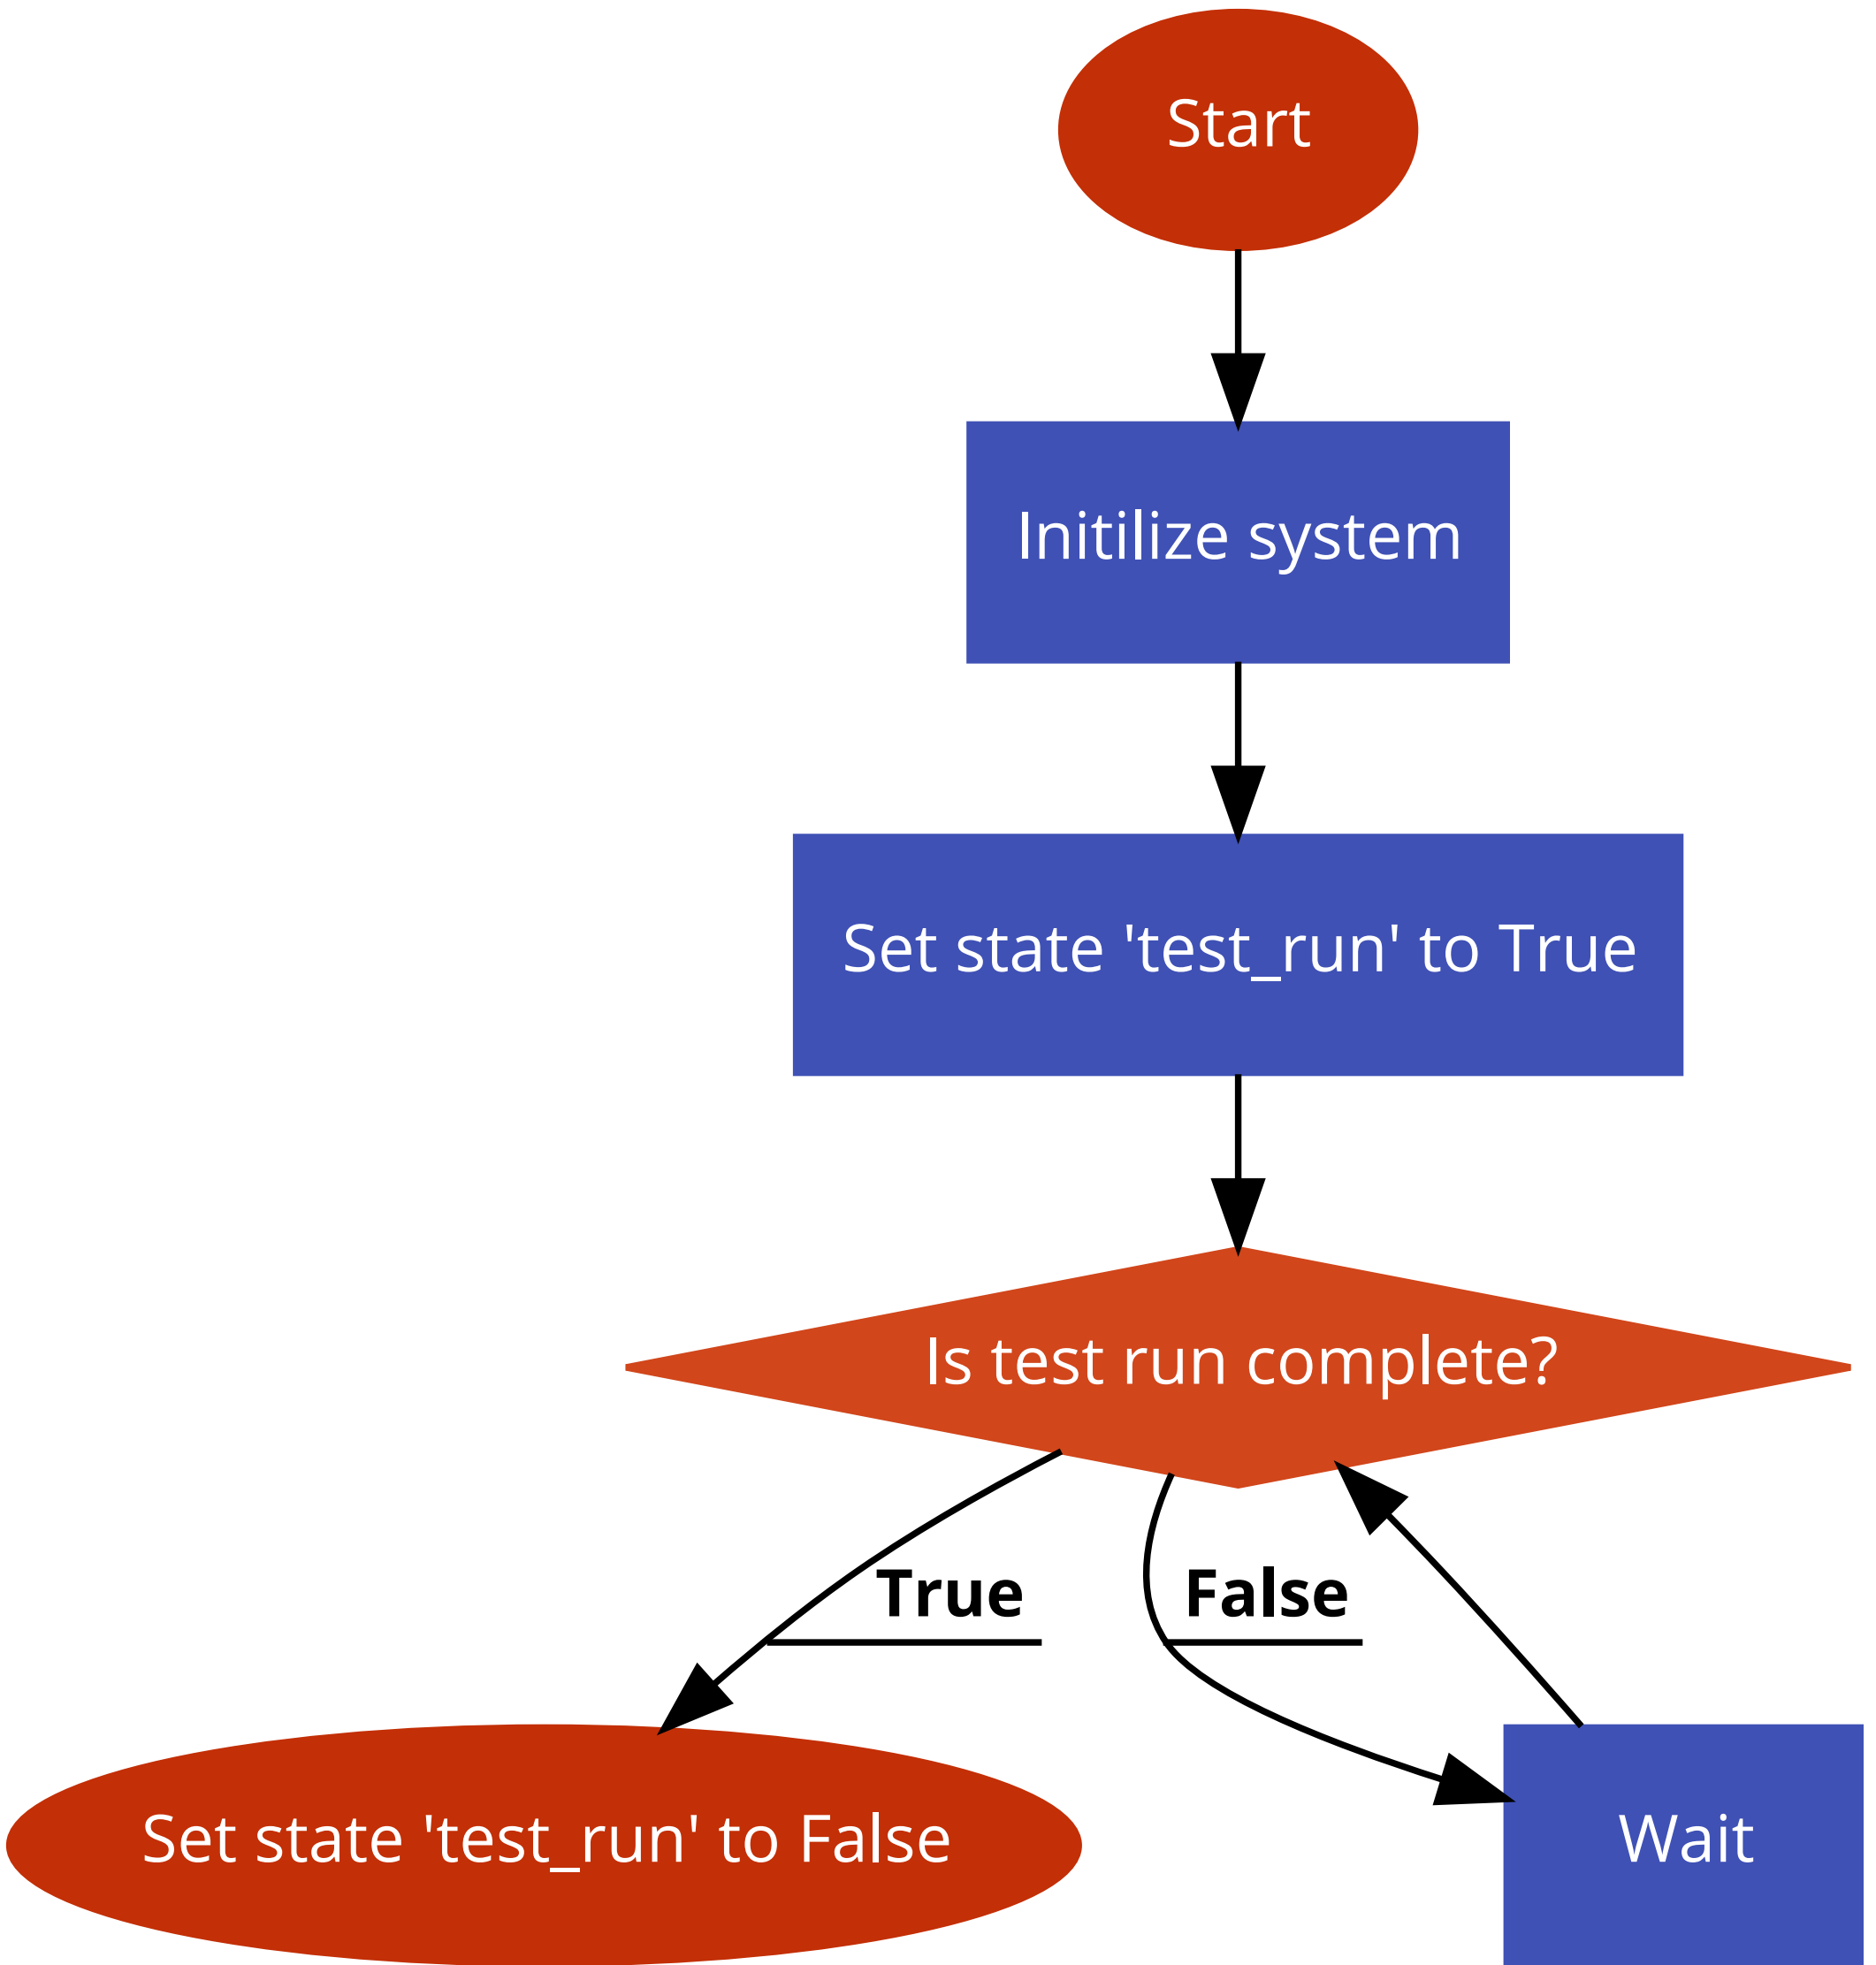 Start
Initilize system
Set state 'test_run' to True
Is test run complete?
True
False
Set state 'test_run' to False
Wait